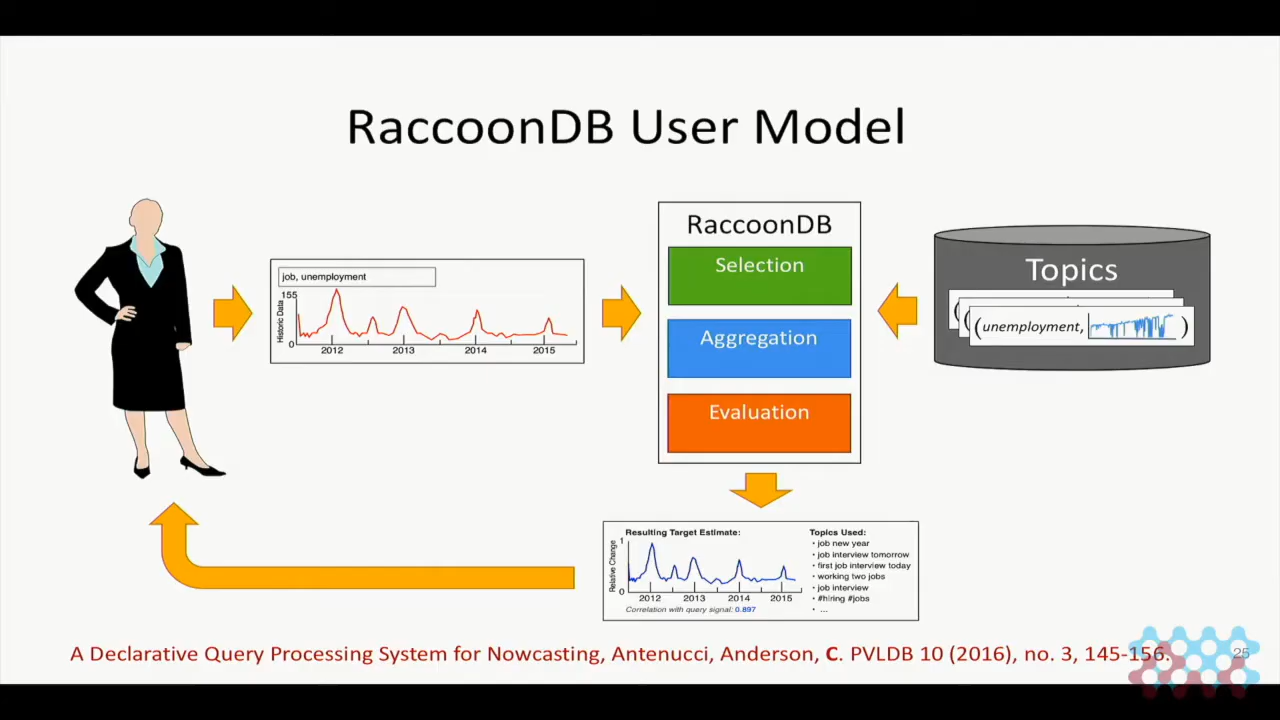 RaccoonDB User Model
job, unemployment
Historic Data
155
0
2012 2013 2014 2015
RaccoonDB
Selection
Aggregation
Evaluation
Topics
(
( (unemployment, )
Resulting Target Estimate:
Relative Change
1
0
2012 2013 2014 2015
Correlation with query signal: 0.897
Topics Used:
• job new year
• job interview tomorrow
• first job interview today
• working two jobs
• job interview
• #hiring #jobs
• ...
A Declarative Query Processing System for Nowcasting, Antenucci, Anderson, C. PVLDB 10 (2016), no. 3, 145-156.
25